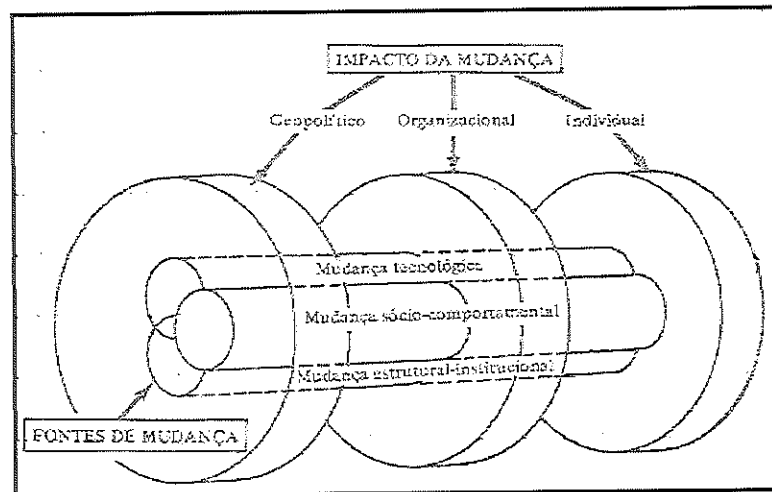 IMPACTO DA MUDANÇA
Geopolítico Organizacional Individual
Mudança tecnológica
Mudança sócio-comportamental
Mudança estrutural-institucional
FONTES DE MUDANÇA